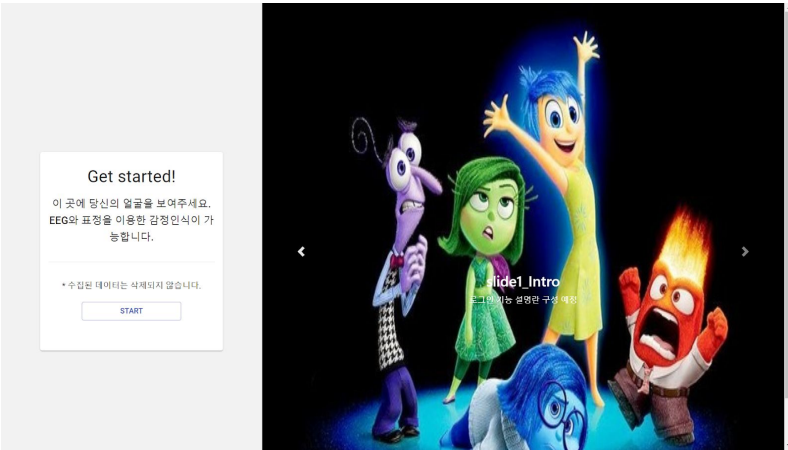 Get started!
이 곳에 당신의 얼굴을 보여주세요.
EEG와 표정을 이용한 감정인식이 가
능합니다.
* 수집된 데이터는 삭제되지 않습니다.
START
slide1_Intro
로그인 기능 설명란 구성 예정